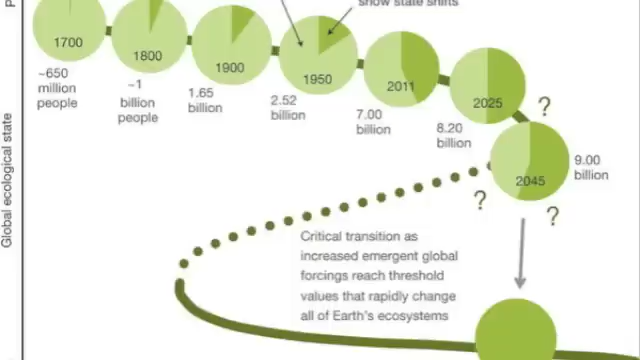 show state shifts
1700
1800
1900
1950
2011
2025
2045
~650
million
people
~1
billion
people
1.65
billion
2.52
billion
7.00
billion
8.20
billion
9.00
billion
?
?
?
Global ecological state
Critical transition as
increased emergent global
forcings reach threshold
values that rapidly change
all of Earth's ecosystems